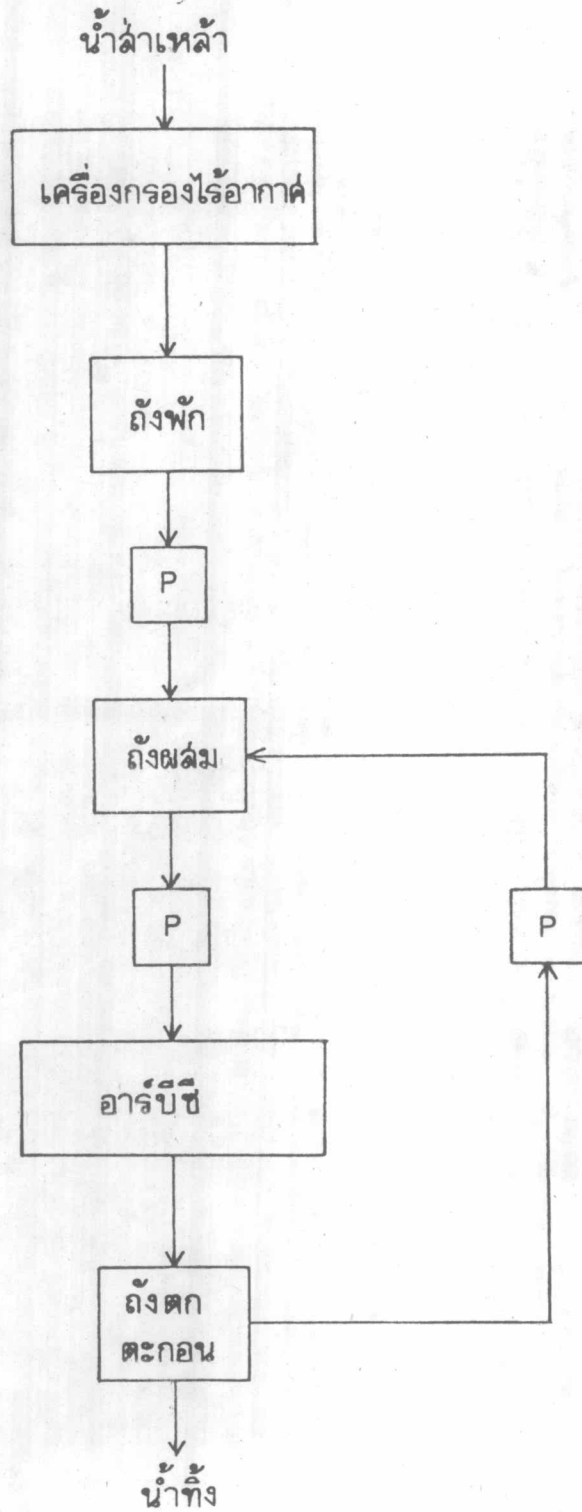 น้ำส่าเหล้า
เครื่องกรองไร้อากาศ
ถังพัก
P
ถังผสม
P
P
อาร์บีซี
ถังตก
ตะกอน
น้ำทิ้ง